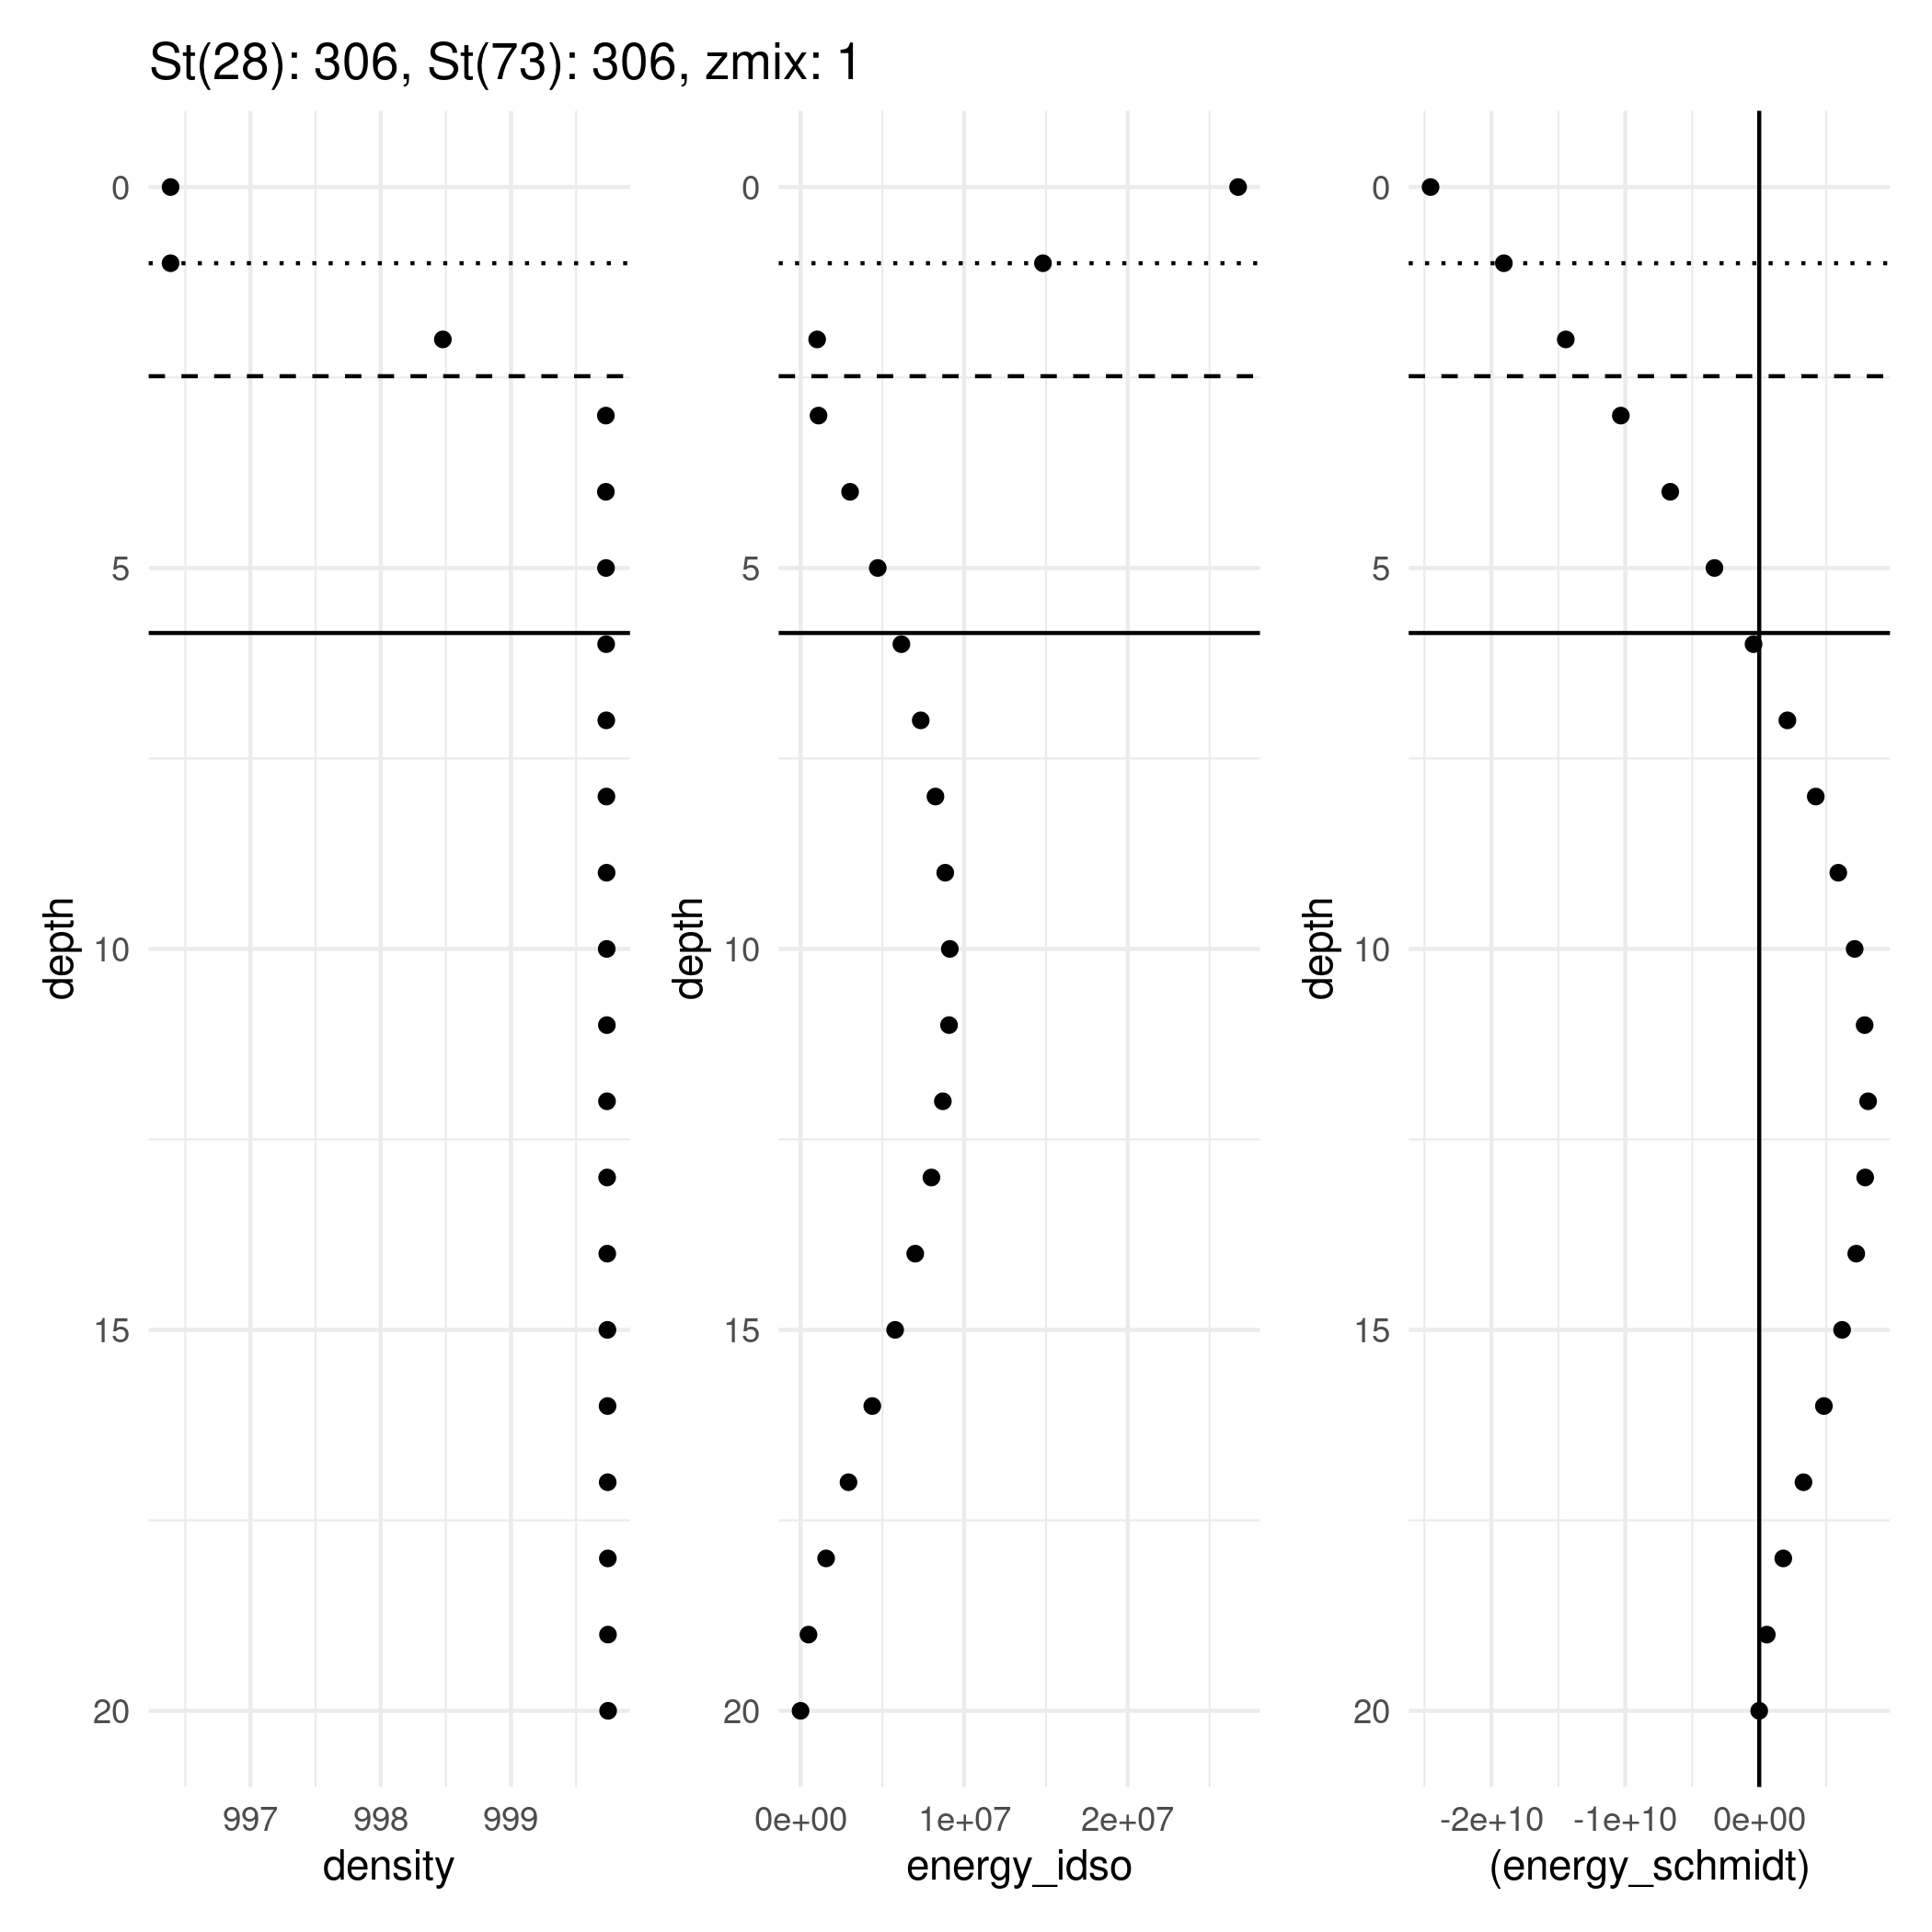 St(28): 306, St(73): 306, zmix: 1
depth
0
5
10
15
20
997 998 999
density
depth
0
5
10
15
20
0e+00 1e+07 2e+07
energy_idso
depth
0
5
10
15
20
-2e+10 -1e+10 0e+00
(energy_schmidt)